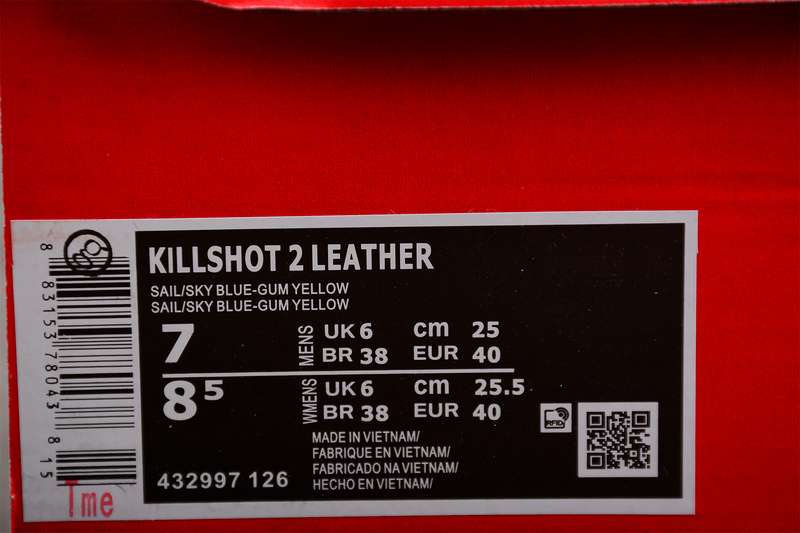 KILLSHOT 2 LEATHER
SAIL/SKY BLUE-GUM YELLOW
SAIL/SKY BLUE-GUM YELLOW
7 MENS UK 6 cm 25
BR 38 EUR 40
8 5 WMENS UK 6 cm 25.5
BR 38 EUR 40
MADE IN VIETNAM/
FABRIQUE EN VIETNAM/
FABRICADO NA VIETNAM/
HECHO EN VIETNAM/
432997 126
RFID
8 83153 78043 8 15
Tme